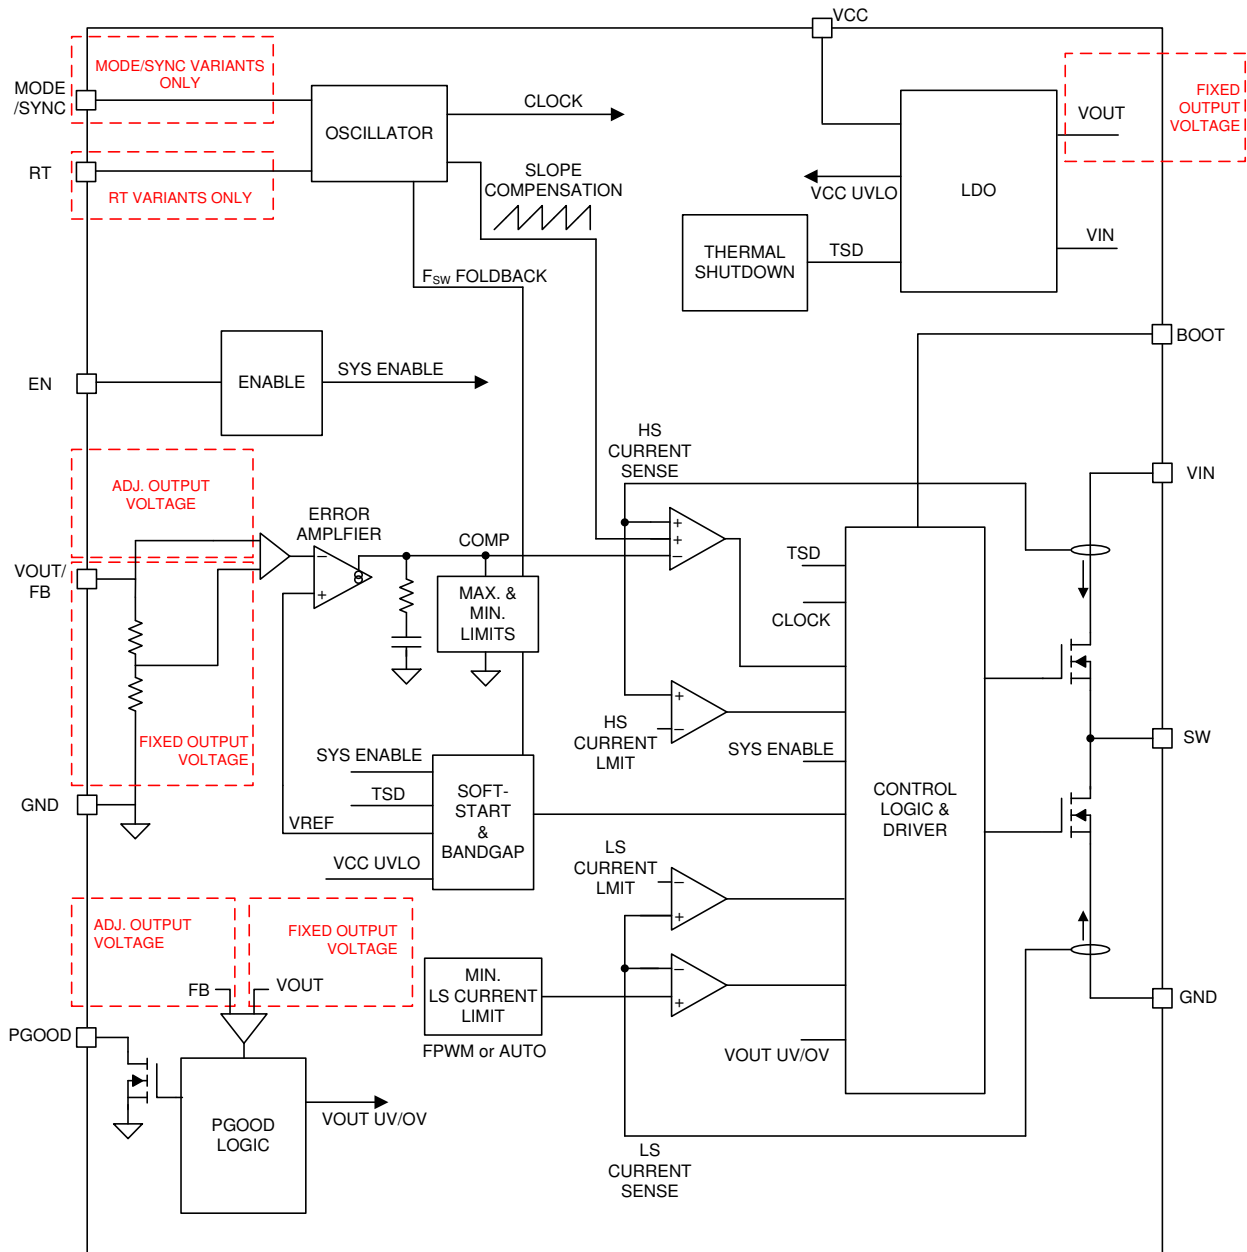 VCC
MODE/SYNC VARIANTS
ONLY
MODE
/SYNC
OSCILLATOR
CLOCK
FIXED
OUTPUT
VOLTAGE
VOUT
RT
RT VARIANTS ONLY
SLOPE
COMPENSATION
VCC UVLO
LDO
THERMAL
SHUTDOWN
TSD
VIN
FSW FOLDBACK
BOOT
EN
ENABLE
SYS ENABLE
HS
CURRENT
SENSE
VIN
ADJ. OUTPUT
VOLTAGE
ERROR
AMPLFIER
COMP
+
+
−
−
+
VOUT/
FB
MAX. &
MIN.
LIMITS
TSD
CLOCK
+
−
HS
CURRENT
LMIT
SYS ENABLE
SW
FIXED OUTPUT
VOLTAGE
SYS ENABLE
TSD
VREF
VCC UVLO
SOFT-
START
&
BANDGAP
CONTROL
LOGIC &
DRIVER
GND
LS
CURRENT
LMIT
−
+
ADJ. OUTPUT
VOLTAGE
FIXED OUTPUT
VOLTAGE
FB
VOUT
MIN.
LS CURRENT
LIMIT
−
+
GND
PGOOD
FPWM or AUTO
VOUT UV/OV
PGOOD
LOGIC
VOUT UV/OV
LS
CURRENT
SENSE